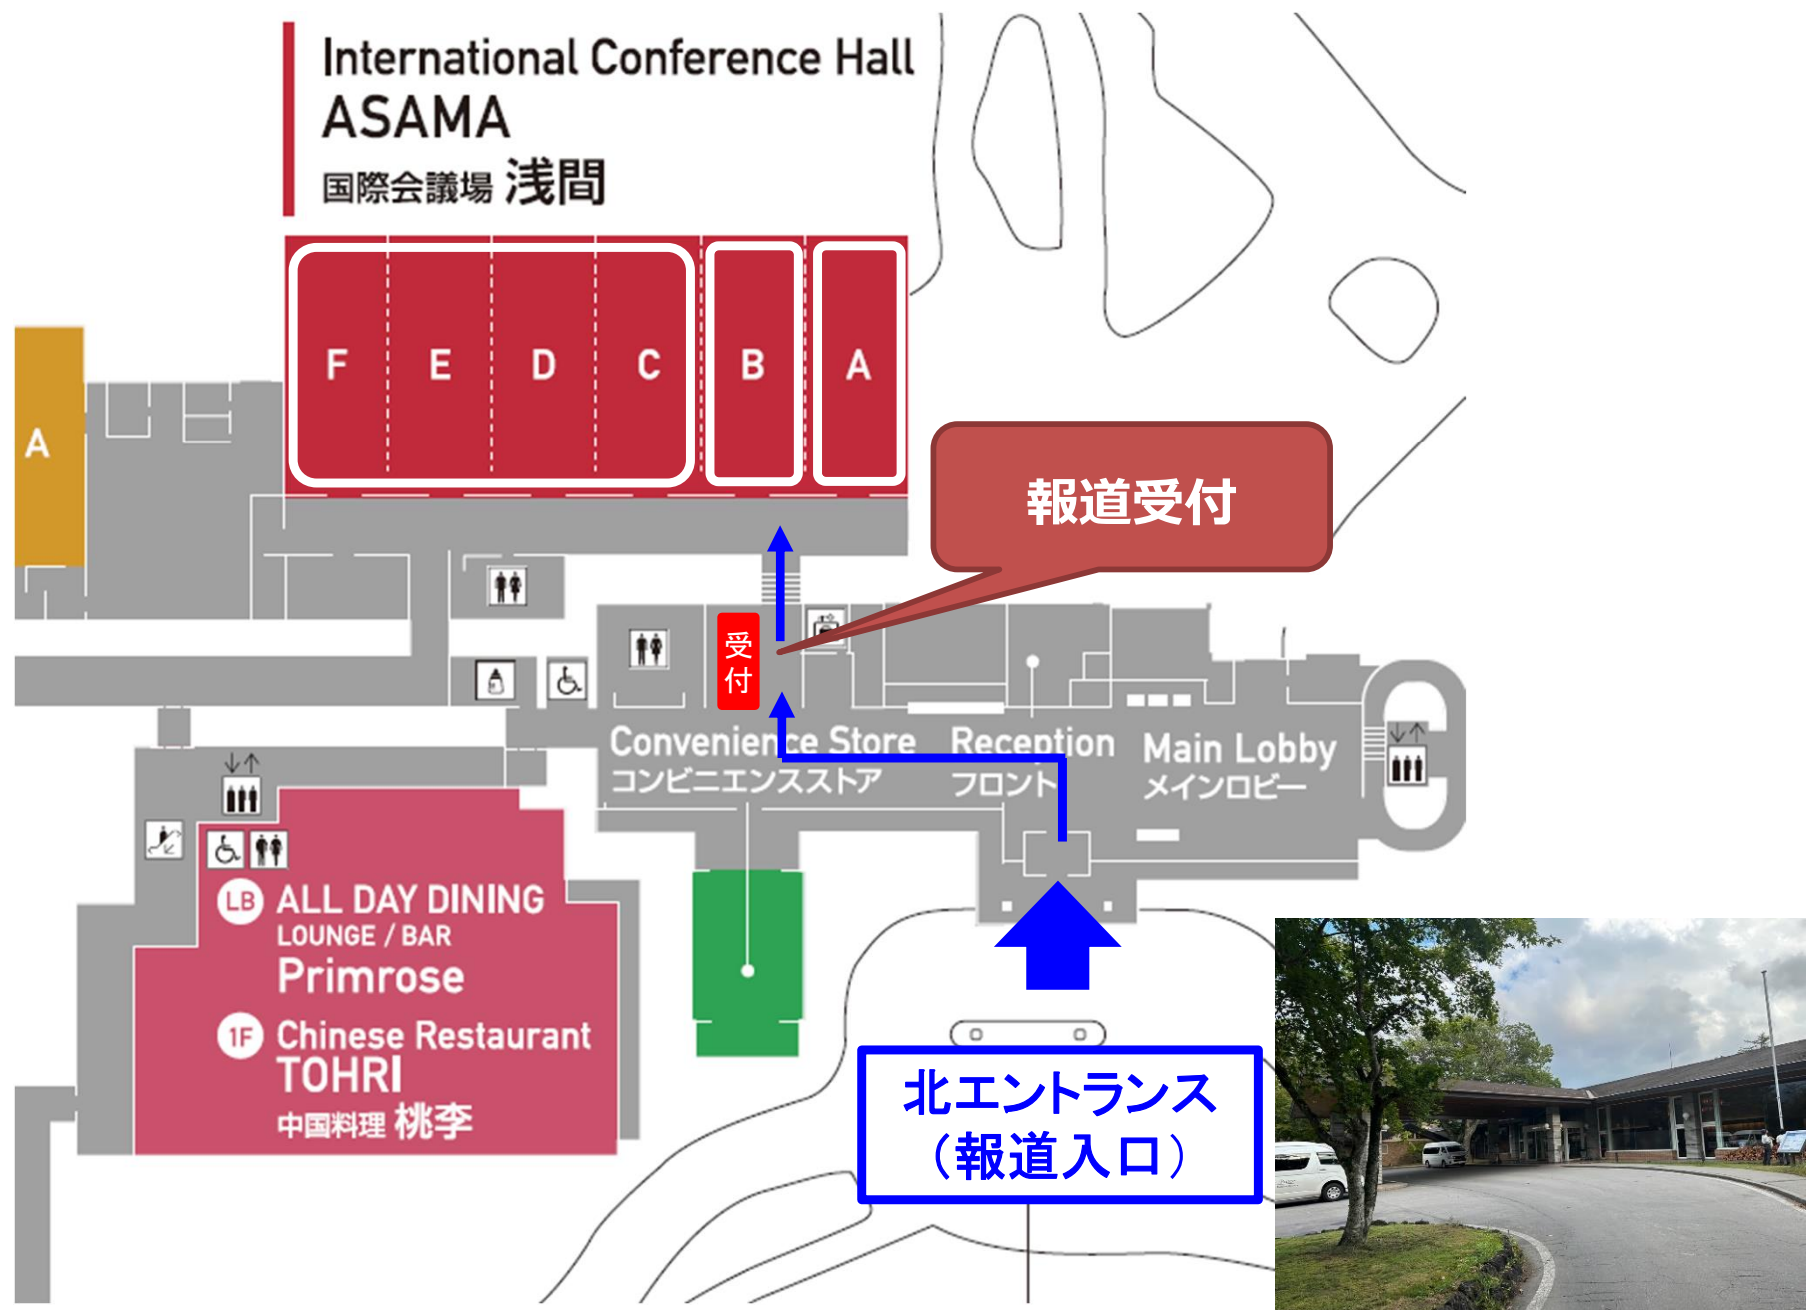 International Conference Hall
ASAMA
国際会議場 浅間
F E D C B A
A
報道受付
受付
Convenience Store
コンビニエンスストア
Reception
フロント
Main Lobby
メインロビー
LB ALL DAY DINING
LOUNGE / BAR
Primrose
1F Chinese Restaurant
TOHRI
中国料理 桃李
北エントランス
（報道入口）